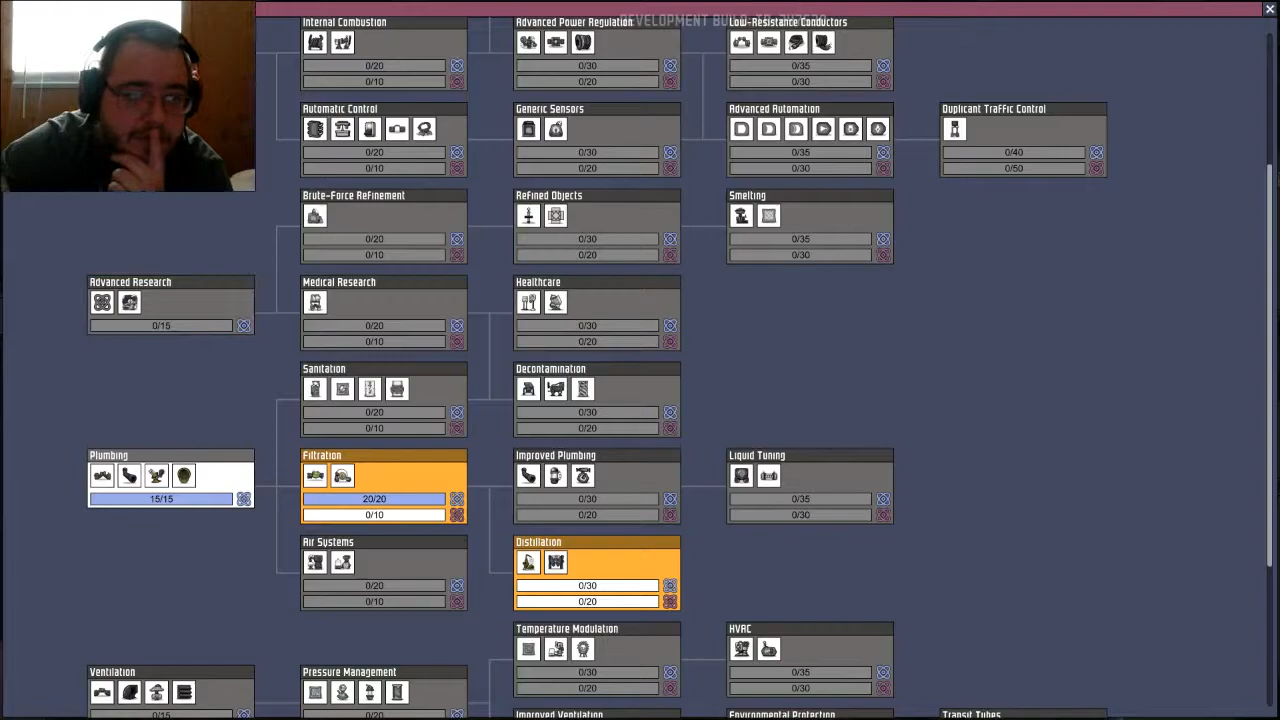 DEVELOPMENT BUILD
Internal Combustion
0/20
0/10
Advanced Power Regulation
0/30
0/20
Low-Resistance Conductors
0/35
0/30
Automatic Control
0/20
0/10
Generic Sensors
0/30
0/20
Advanced Automation
0/35
0/30
Duplicant Traffic Control
0/40
0/50
Brute-Force Refinement
0/20
0/10
Refined Objects
0/30
0/20
Smelting
0/35
0/30
Advanced Research
0/15
Medical Research
0/20
0/10
Healthcare
0/30
0/20
Sanitation
0/20
0/10
Decontamination
0/30
0/20
Plumbing
15/15
Filtration
20/20
0/10
Improved Plumbing
0/30
0/20
Liquid Tuning
0/35
0/30
Air Systems
0/20
0/10
Distillation
0/30
0/20
Temperature Modulation
0/30
0/20
HVAC
0/35
0/30
Ventilation
0/15
Pressure Management
0/20
Improved Ventilation
Environmental Protection
Transit Tubes